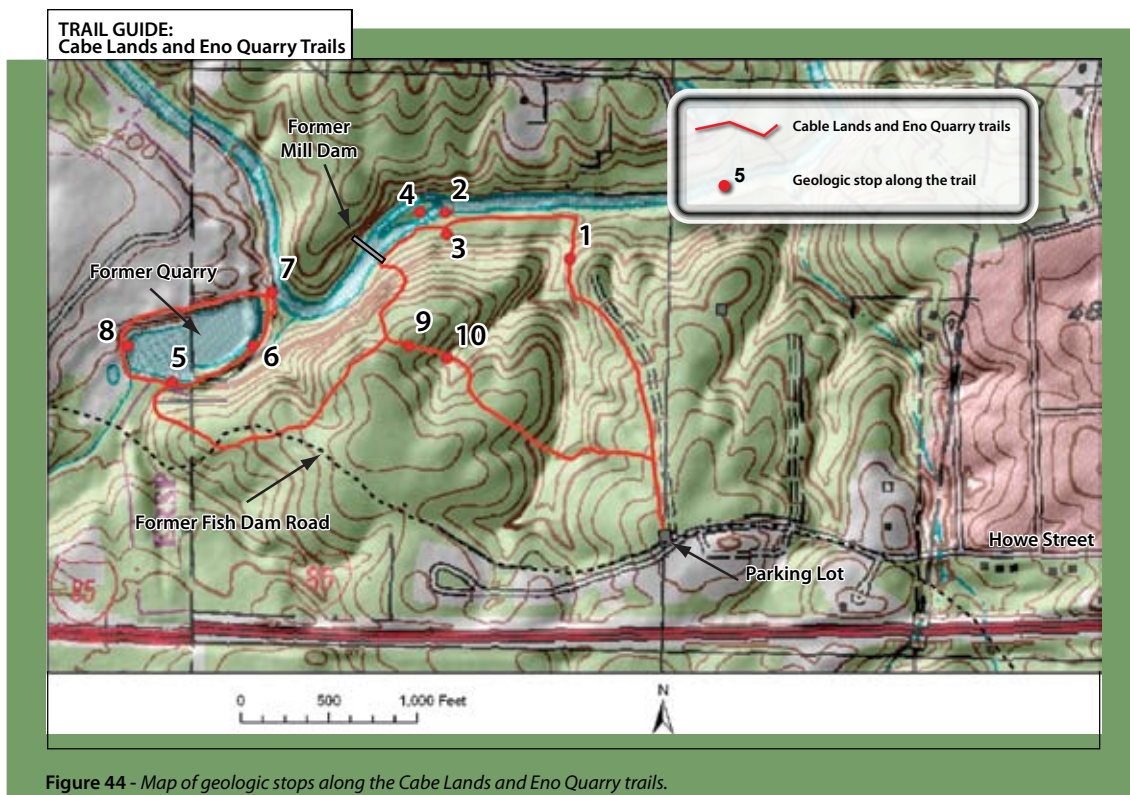 TRAIL GUIDE:
Cabe Lands and Eno Quarry Trails
Former
Mill Dam
Cable Lands and Eno Quarry trails
5
Geologic stop along the trail
4
2
3
1
Former Quarry
7
8
5
6
9
10
Former Fish Dam Road
Howe Street
Parking Lot
85
56
0
500
1,000 Feet
N
Figure 44 - Map of geologic stops along the Cabe Lands and Eno Quarry trails.